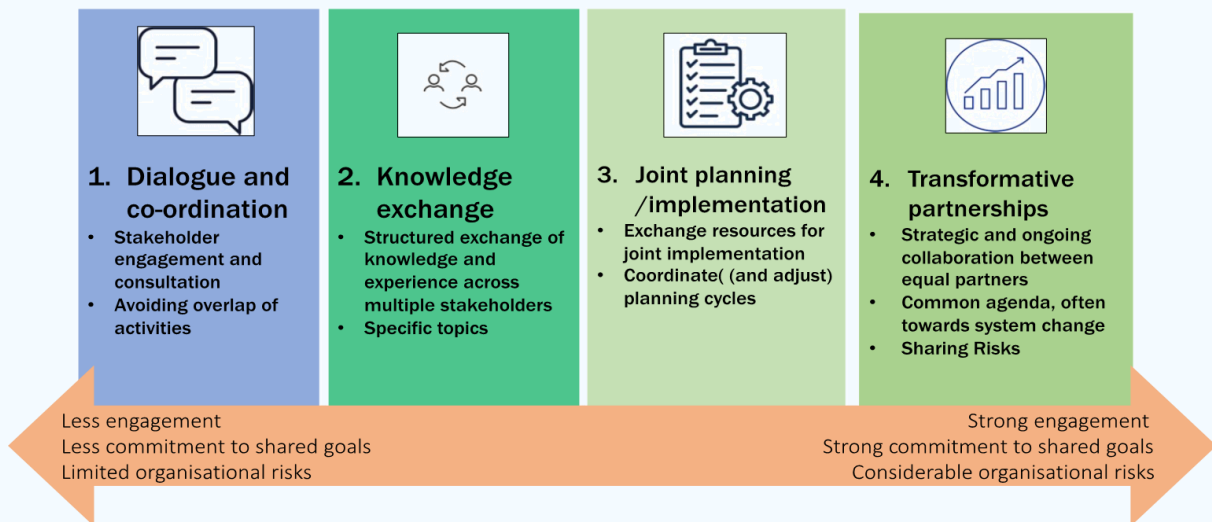 1. Dialogue and
co-ordination
• Stakeholder
engagement and
consultation
• Avoiding overlap of
activities
2. Knowledge
exchange
• Structured exchange of
knowledge and
experience across
multiple stakeholders
• Specific topics
3. Joint planning
/implementation
• Exchange resources for
joint implementation
• Coordinate( (and adjust)
planning cycles
4. Transformative
partnerships
• Strategic and ongoing
collaboration between
equal partners
• Common agenda, often
towards system change
• Sharing Risks
Less engagement
Less commitment to shared goals
Limited organisational risks
Strong engagement
Strong commitment to shared goals
Considerable organisational risks